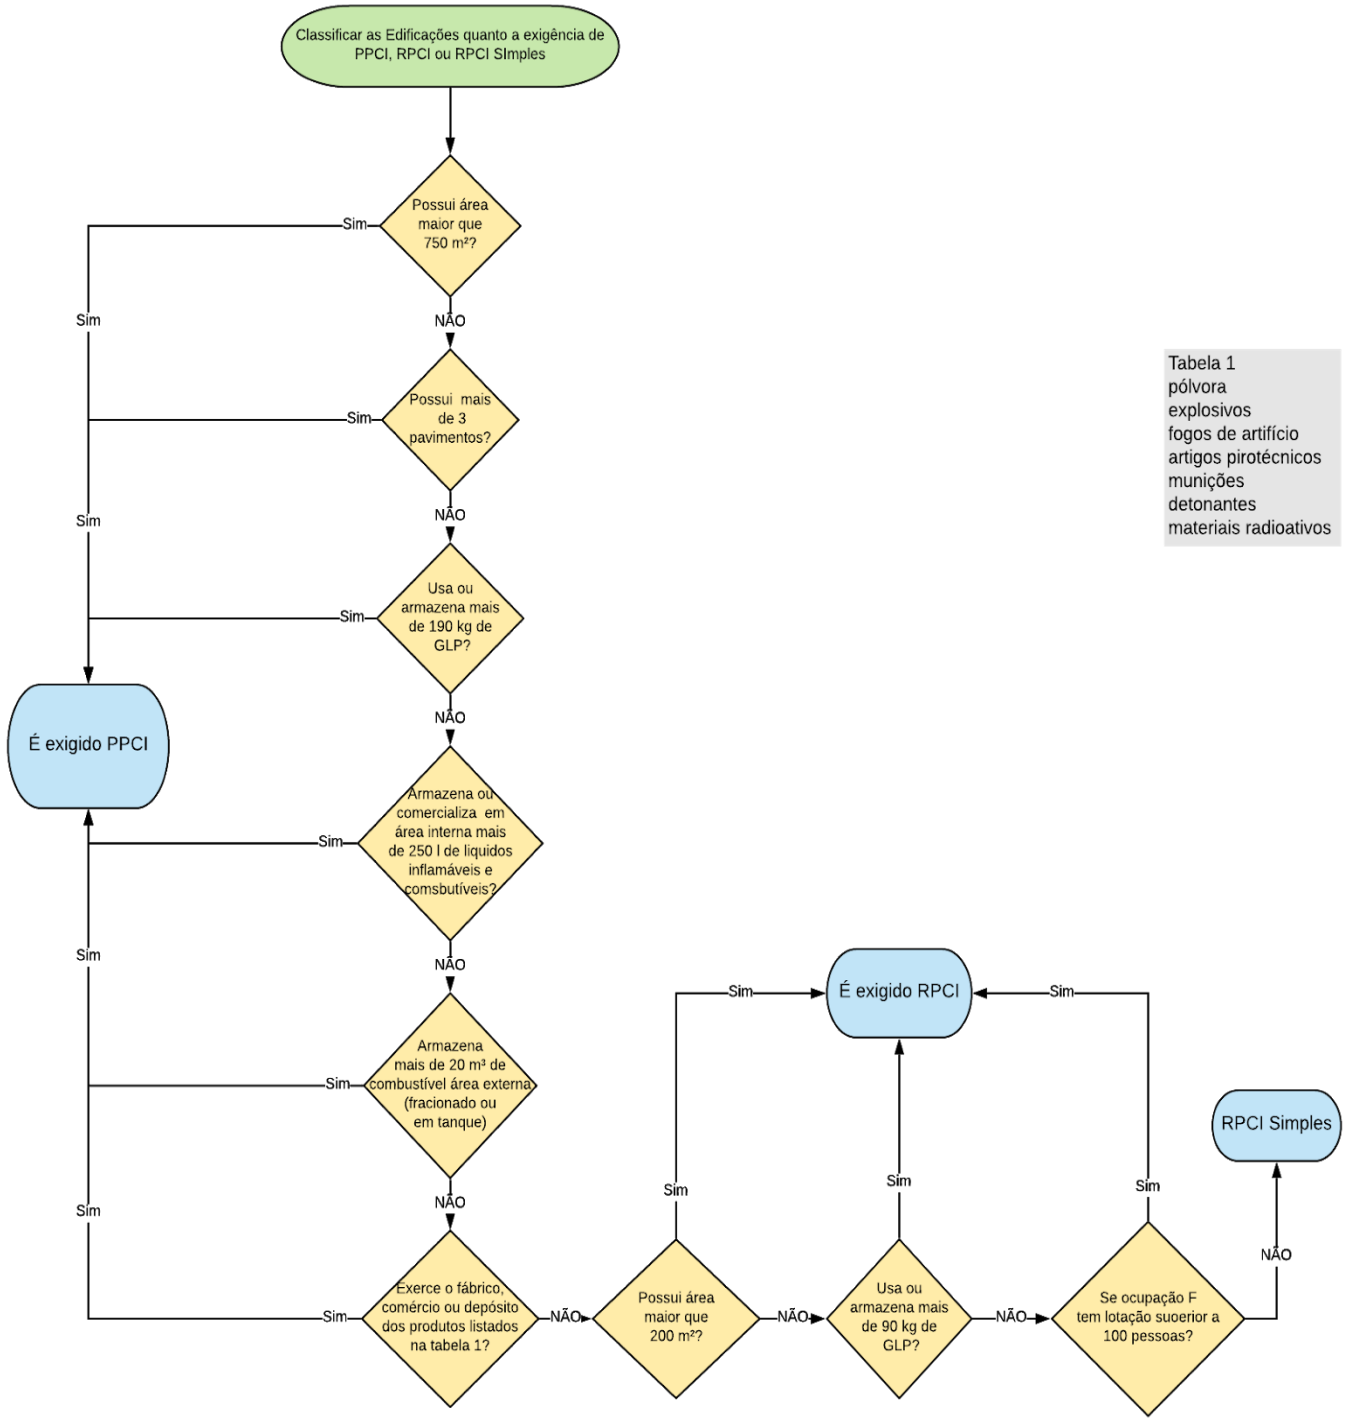 Classificar as Edificações quanto a exigência de
PPCI, RPCI ou RPCI SImples
Possui área
maior que
750 m²?
Sim
Sim
NÃO
Possui mais
de 3
pavimentos?
Sim
Sim
NÃO
Usa ou
armazena mais
de 190 kg de
GLP?
Sim
NÃO
É exigido PPCI
Armazena ou
comercializa em
área interna mais
de 250 l de liquidos
inflamáveis e
comsbutíveis?
Sim
Sim
NÃO
Armazena
mais de 20 m³ de
combustível área externa
(fracionado ou
em tanque)
Sim
Sim
NÃO
Exerce o fábrico,
comércio ou depósito
dos produtos listados
na tabela 1?
Sim
NÃO
Possui área
maior que
200 m²?
Sim
Sim
NÃO
Usa ou
armazena mais
de 90 kg de
GLP?
Sim
NÃO
Se ocupação F
tem lotação suoerior a
100 pessoas?
Sim
Sim
NÃO
É exigido RPCI
RPCI Simples
Tabela 1
pólvora
explosivos
fogos de artifício
artigos pirotécnicos
munições
detonantes
materiais radioativos